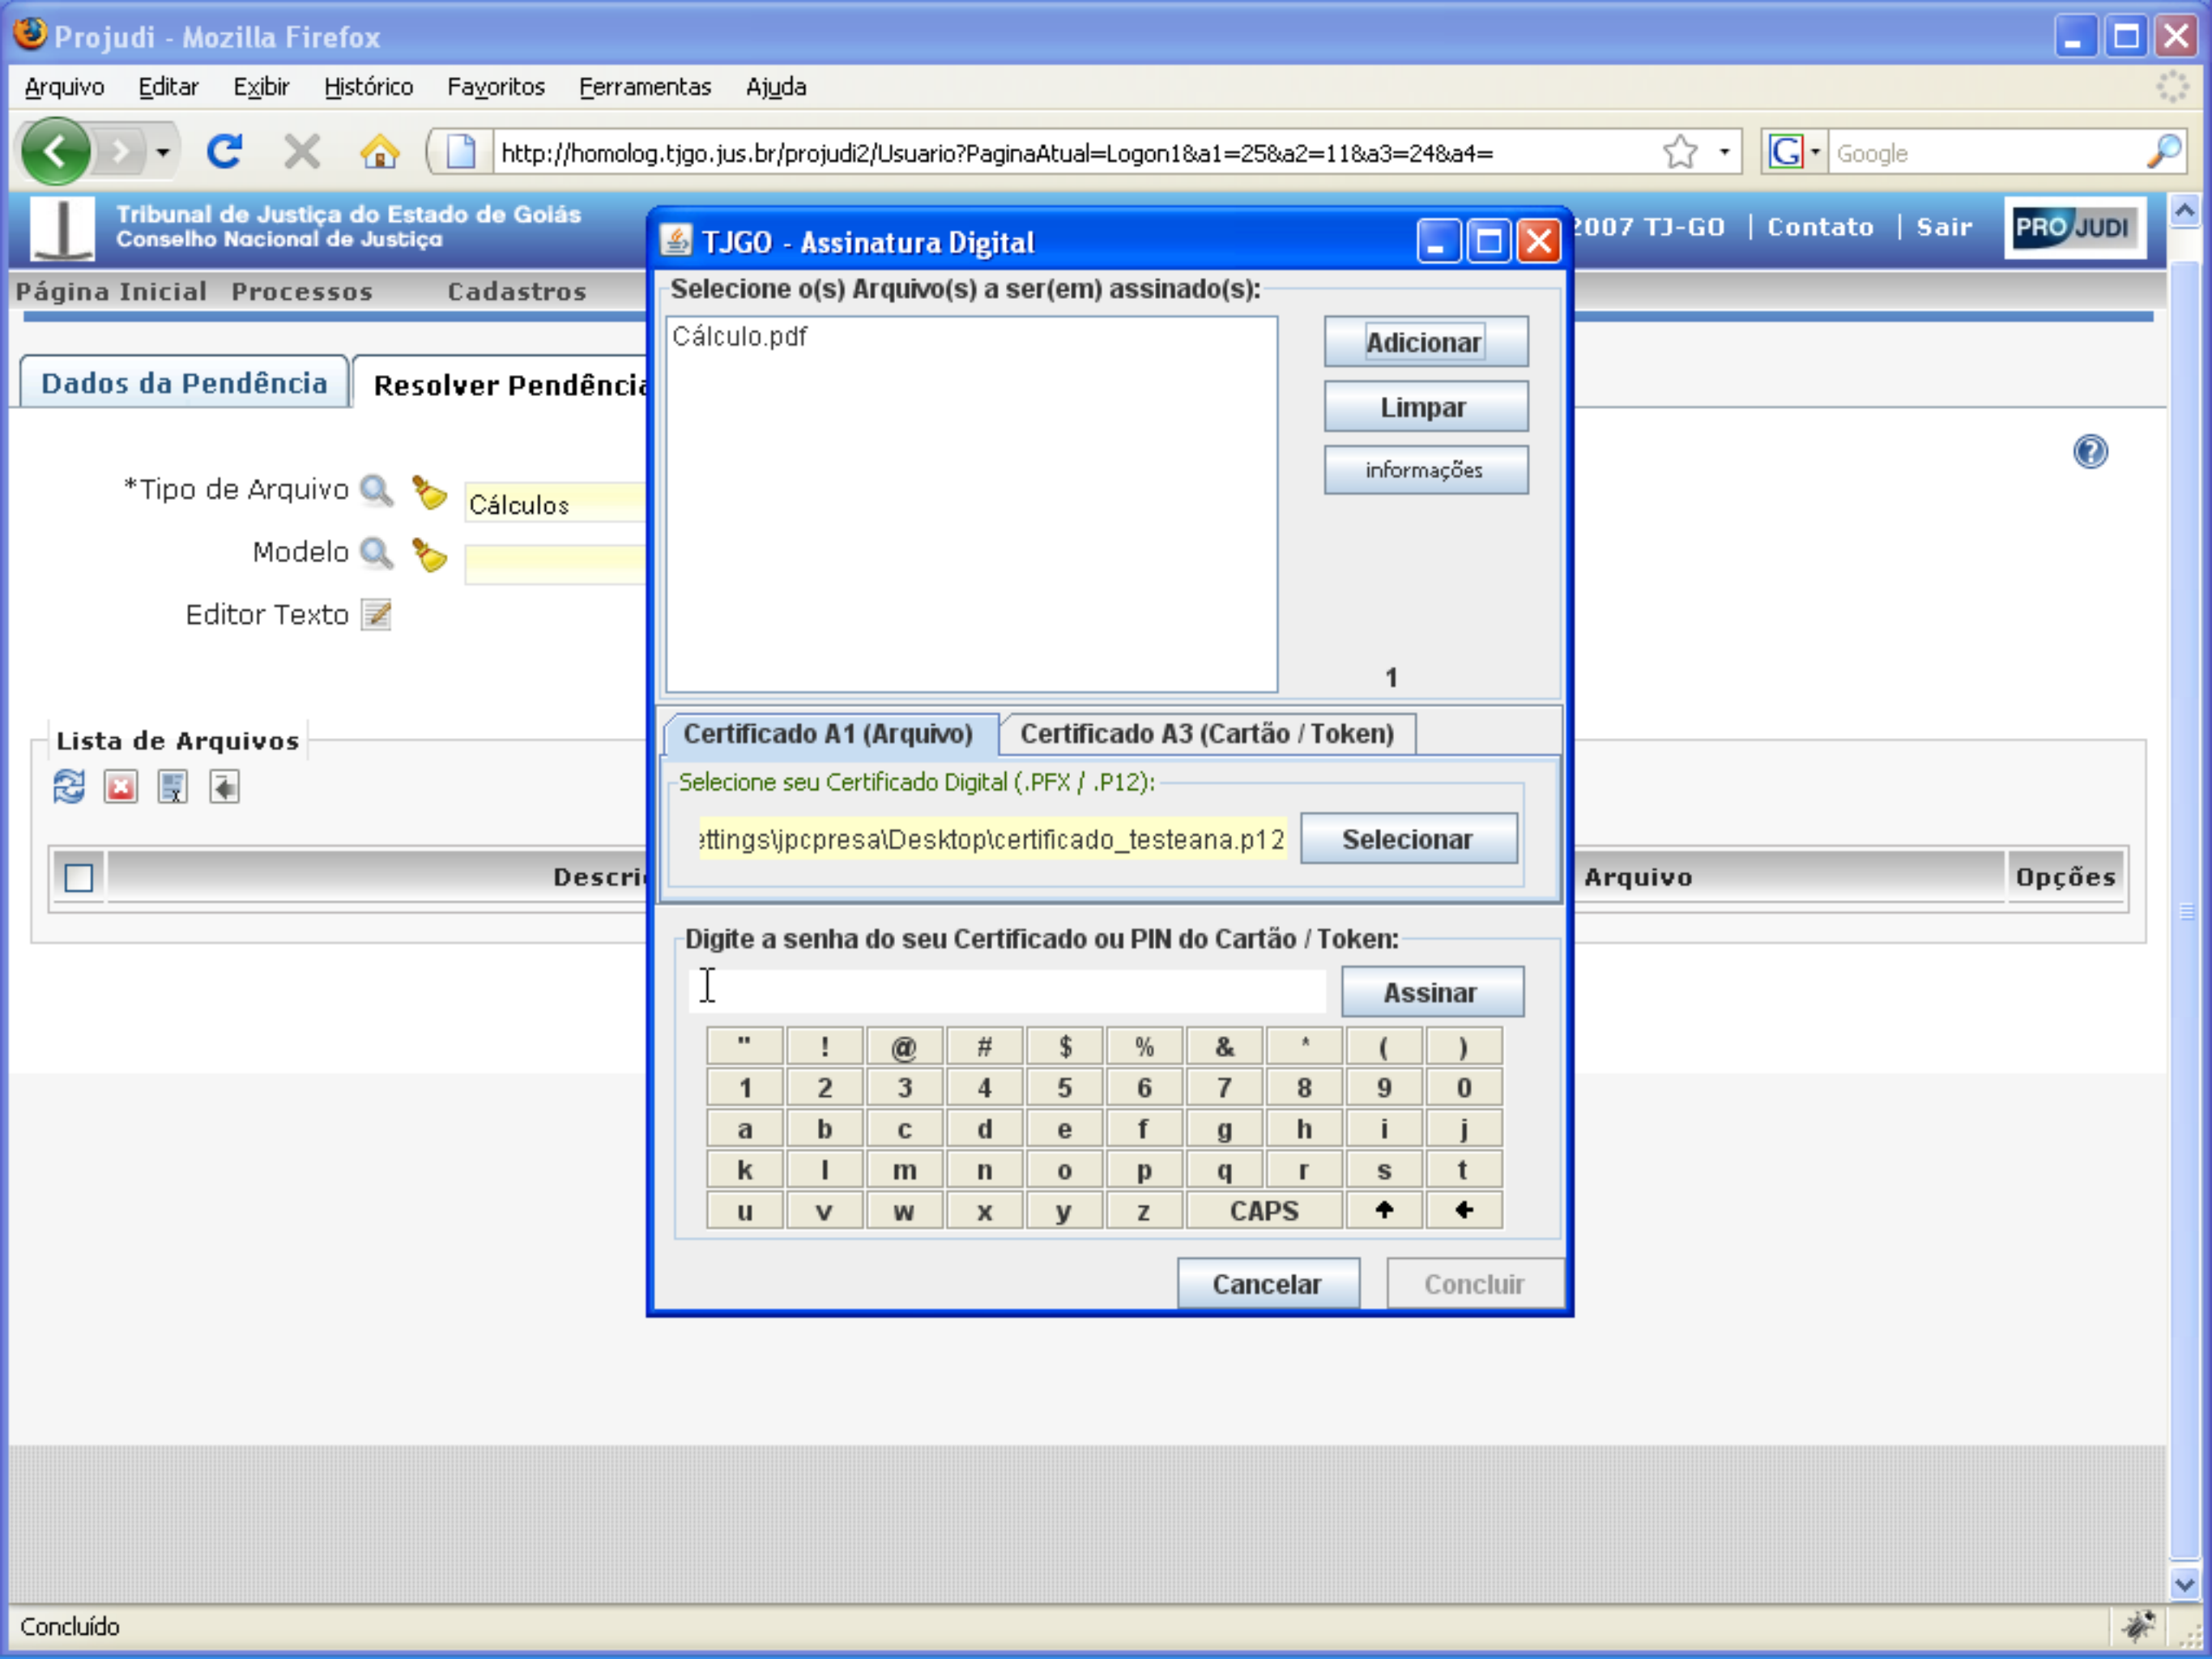 Projudi - Mozilla Firefox
Arquivo Editar Exibir Histórico Favoritos Ferramentas Ajuda
http://homolog.tjgo.jus.br/projudi2/Usuario?PaginaAtual=Logon1&a1=25&a2=11&a3=24&a4=
G Google
Tribunal de Justiça do Estado de Goiás
Conselho Nacional de Justiça
2007 TJ-GO | Contato | Sair
PROJUDI
Página Inicial Processos Cadastros
TJGO - Assinatura Digital
Selecione o(s) Arquivo(s) a ser(em) assinado(s):
Cálculo.pdf
Adicionar
Limpar
informações
1
Dados da Pendência
Resolver Pendência
*Tipo de Arquivo
Cálculos
Modelo
Editor Texto
Lista de Arquivos
Descri
Arquivo
Opções
Certificado A1 (Arquivo)
Certificado A3 (Cartão / Token)
Selecione seu Certificado Digital (.PFX / .P12):
ettings\jpcpresa\Desktop\certificado_testeana.p12
Selecionar
Digite a senha do seu Certificado ou PIN do Cartão / Token:
Assinar
" ! @ # $ % & * ( )
1 2 3 4 5 6 7 8 9 0
a b c d e f g h i j
k l m n o p q r s t
u v w x y z CAPS
Cancelar
Concluir
Concluído